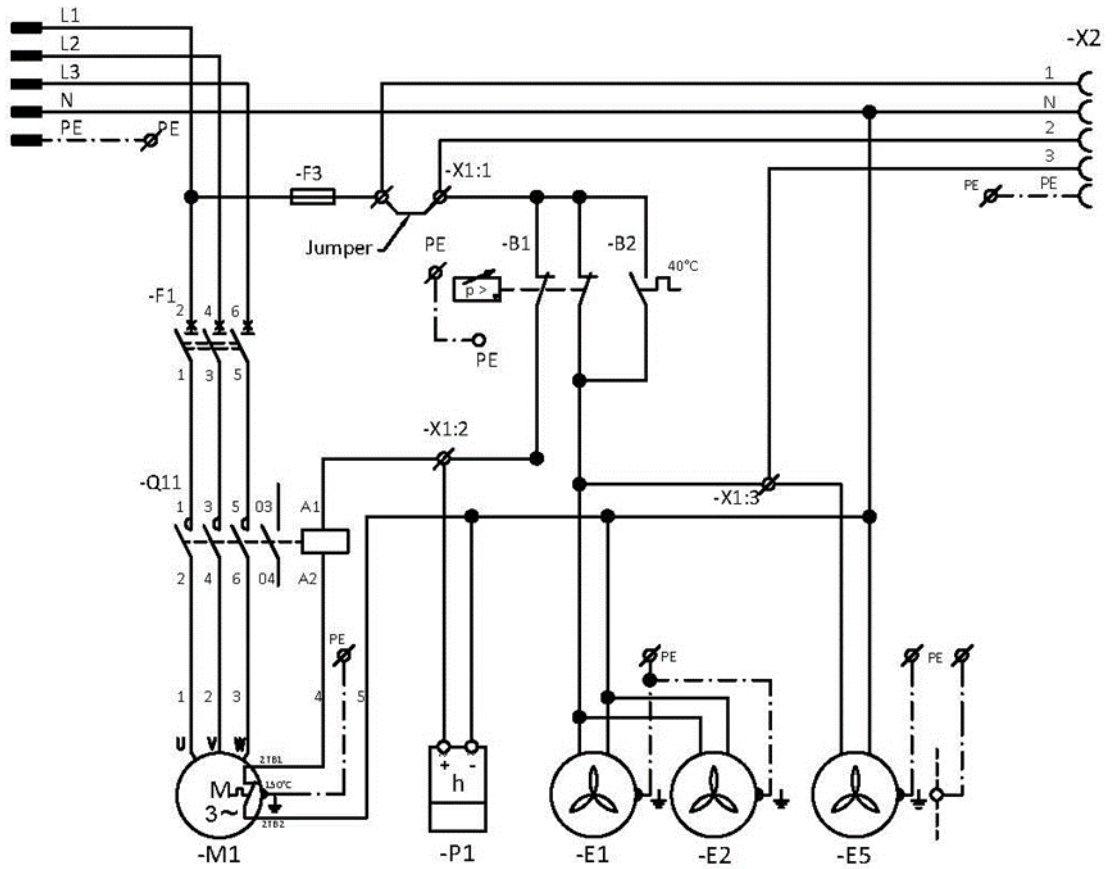 L1
L2
L3
N
PE
PE
-X2
1
N
2
3
PE
PE
-F3
-X1:1
Jumper
PE
-B1
-B2
40°C
p >
PE
-F1
2 4 6
1 3 5
-X1:2
-X1:3
-Q11
1 3 5 03 A1
2 4 6 04 A2
PE
PE
PE
1 2 3 4 5
U V W
2TB1
150°C
M
3~
2TB2
+ -
h
-M1
-P1
-E1
-E2
-E5